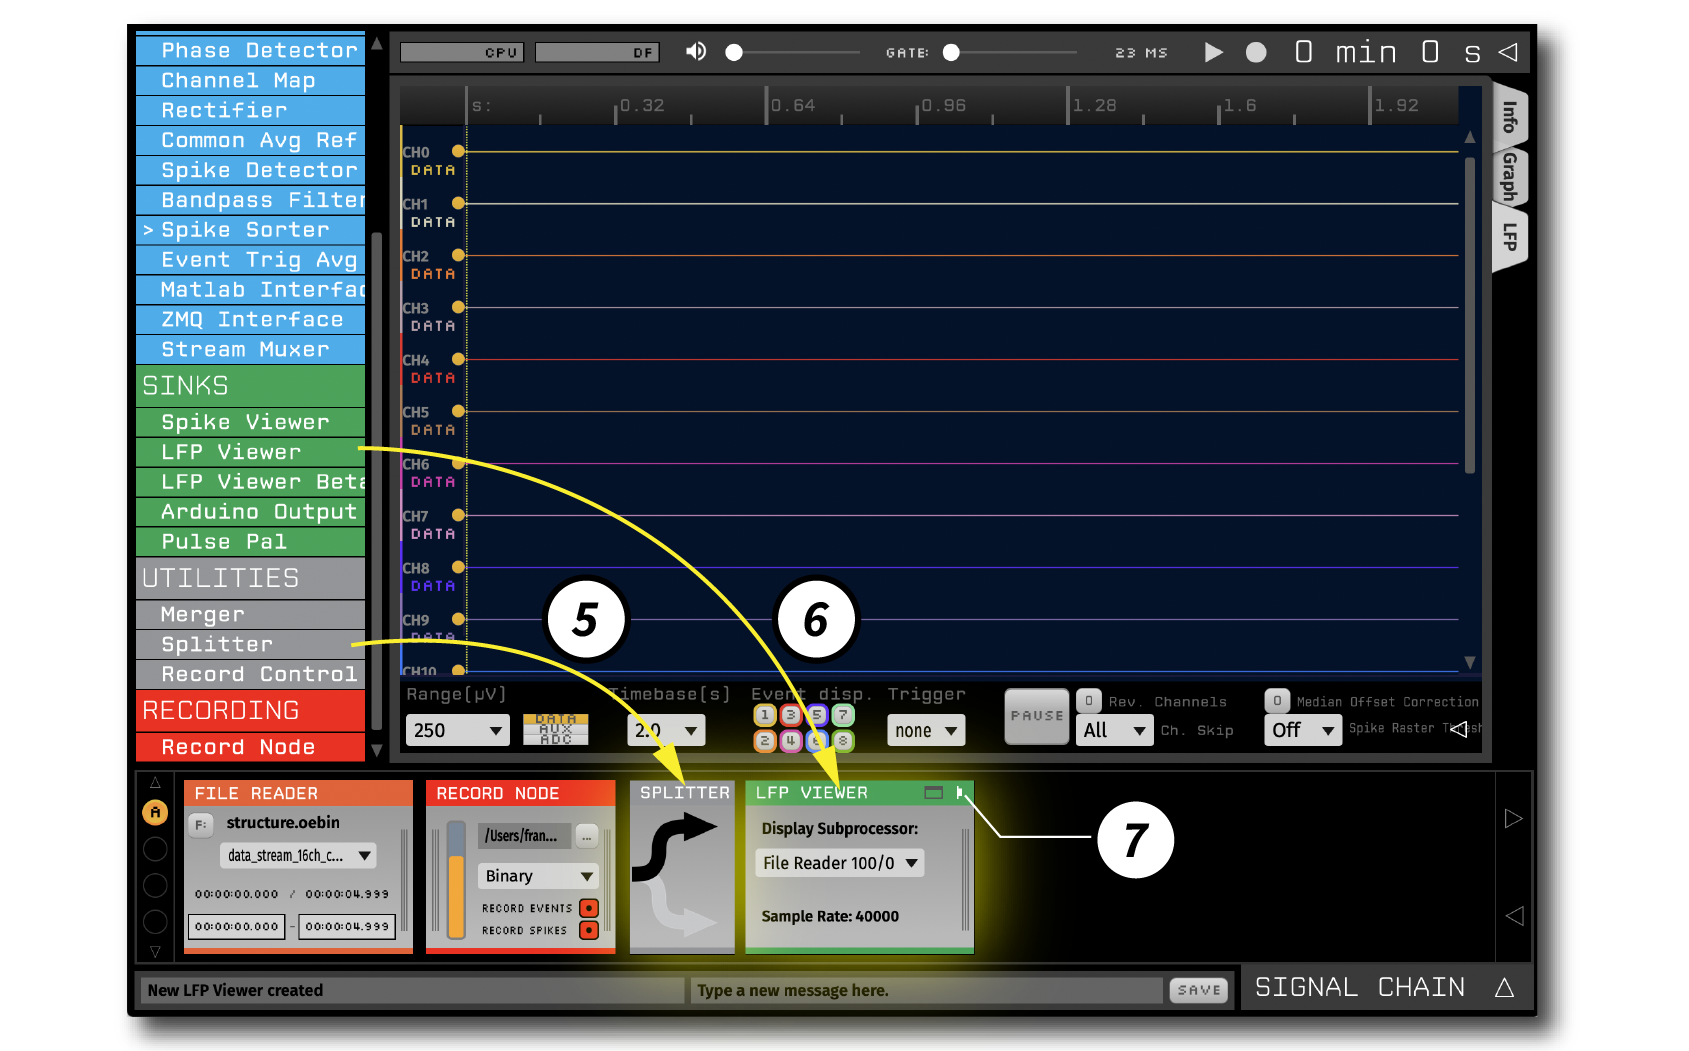 Phase Detector
Channel Map
Rectifier
Common Avg Ref
Spike Detector
Bandpass Filter
> Spike Sorter
Event Trig Avg
Matlab Interfac
ZMQ Interface
Stream Muxer
SINKS
Spike Viewer
LFP Viewer
LFP Viewer Beta
Arduino Output
Pulse Pal
UTILITIES
Merger
Splitter
Record Control
RECORDING
Record Node
CPU DF GATE: 23 MS 0 min 0 s
s: 0.32 0.64 0.96 1.28 1.6 1.92
Info
Graph
LFP
CH0
DATA
CH1
DATA
CH2
DATA
CH3
DATA
CH4
DATA
CH5
DATA
CH6
DATA
CH7
DATA
CH8
DATA
CH9
DATA
CH10
5
6
Range(µV) Timebase(s) Event disp. Trigger
250
DATA
AUX
ADC
2.0
1 3 5 7
2 4 6 8
none
PAUSE
0 Rev. Channels
All Ch. Skip
0 Median Offset Correction
Off Spike Raster Thresh
A
FILE READER
F: structure.oebin
data_stream_16ch_c...
00:00:00.000 / 00:00:04.999
00:00:00.000 - 00:00:04.999
RECORD NODE
/Users/fran... ...
Binary
RECORD EVENTS
RECORD SPIKES
SPLITTER
LFP VIEWER
Display Subprocessor:
File Reader 100/0
Sample Rate: 40000
7
New LFP Viewer created
Type a new message here.
SAVE
SIGNAL CHAIN